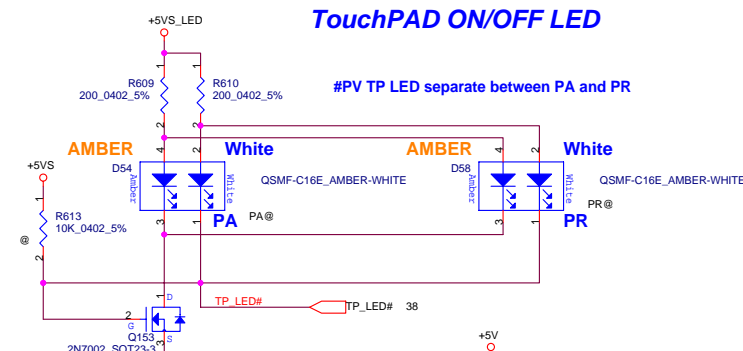 +5VS_LED
TouchPAD ON/OFF LED
#PV TP LED separate between PA and PR
1
1
R609
200_0402_5%
R610
200_0402_5%
2
2
AMBER
White
AMBER
White
4
2
4
2
+5VS
D54
Amber
White
QSMF-C16E_AMBER-WHITE
D58
Amber
White
QSMF-C16E_AMBER-WHITE
1
R613
10K_0402_5%
@
2
3
1
PA
PA@
3
1
PR
PR@
1
D
TP_LED#
TP_LED#
38
2
G
Q153
S
3
2N7002_SOT23-3
+5V